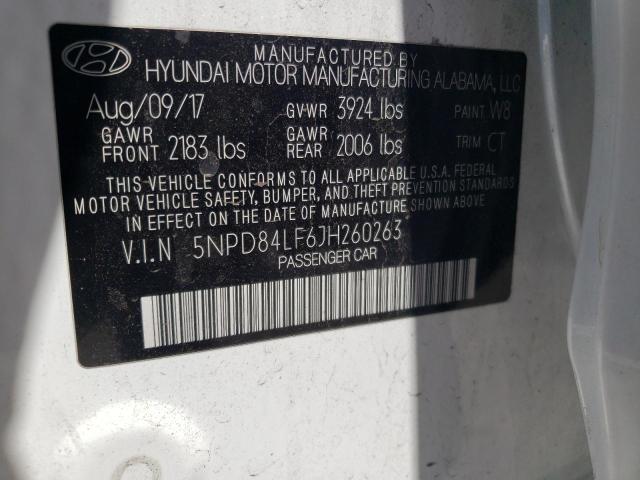 MANUFACTURED BY
HYUNDAI MOTOR MANUFACTURING ALABAMA, LLC
Aug/09/17 GVWR 3924 lbs PAINT W8
GAWR FRONT 2183 lbs GAWR REAR 2006 lbs TRIM CT
THIS VEHICLE CONFORMS TO ALL APPLICABLE U.S.A. FEDERAL
MOTOR VEHICLE SAFETY, BUMPER, AND THEFT PREVENTION STANDARDS
IN EFFECT ON THE DATE OF MANUFACTURE SHOWN ABOVE
V.I.N 5NPD84LF6JH260263
PASSENGER CAR